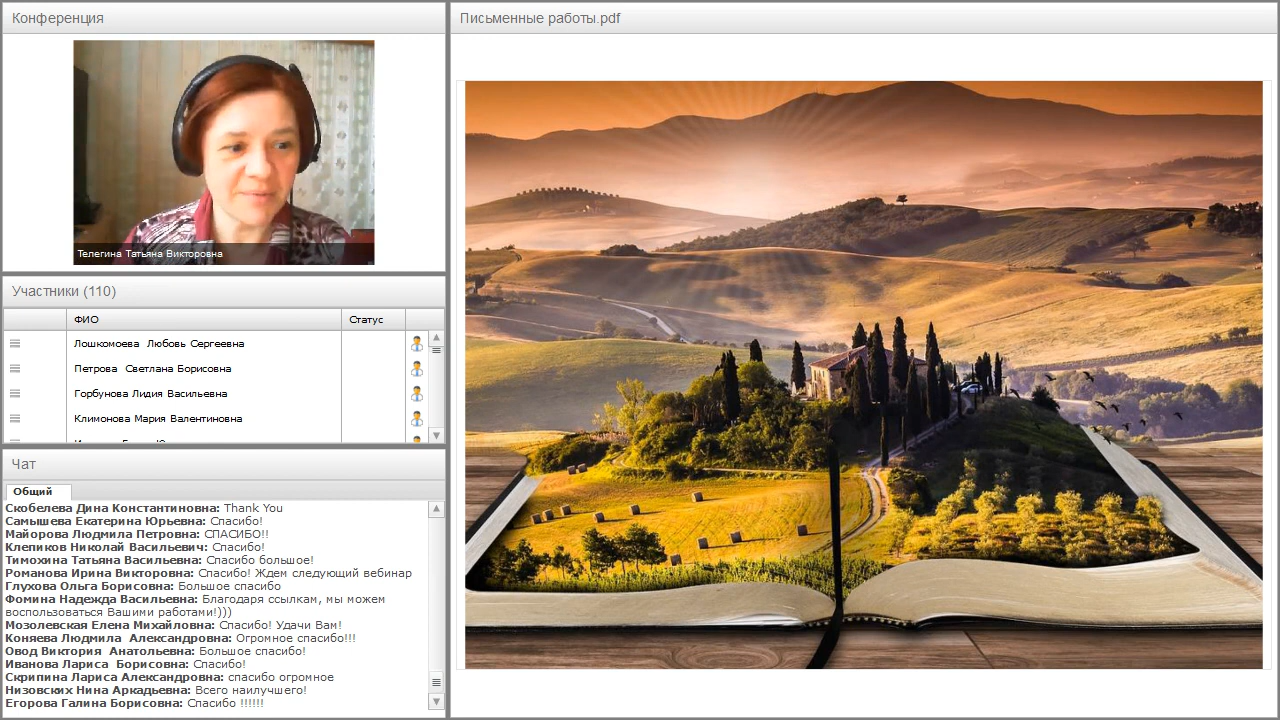 Конференция
Телегина Татьяна Викторовна
Участники (110)
ФИО Статус
Лошкомоева Любовь Сергеевна
Петрова Светлана Борисовна
Горбунова Лидия Васильевна
Климонова Мария Валентиновна
Чат
Общий
Скобелева Дина Константиновна: Thank You
Самышева Екатерина Юрьевна: Спасибо!
Майорова Людмила Петровна: СПАСИБО!!
Клепиков Николай Васильевич: Спасибо!
Тимохина Татьяна Васильевна: Спасибо большое!
Романова Ирина Викторовна: Спасибо! Ждем следующий вебинар
Глухова Ольга Борисовна: Большое спасибо
Фомина Надежда Васильевна: Благодаря ссылкам, мы можем
воспользоваться Вашими работами!)))
Мозолевская Елена Михайловна: Спасибо! Удачи Вам!
Коняева Людмила Александровна: Огромное спасибо!!!
Овод Виктория Анатольевна: Большое спасибо!
Иванова Лариса Борисовна: Спасибо!
Скрипина Лариса Александровна: спасибо огромное
Низовских Нина Аркадьевна: Всего наилучшего!
Егорова Галина Борисовна: Спасибо !!!!!!
Письменные работы.pdf